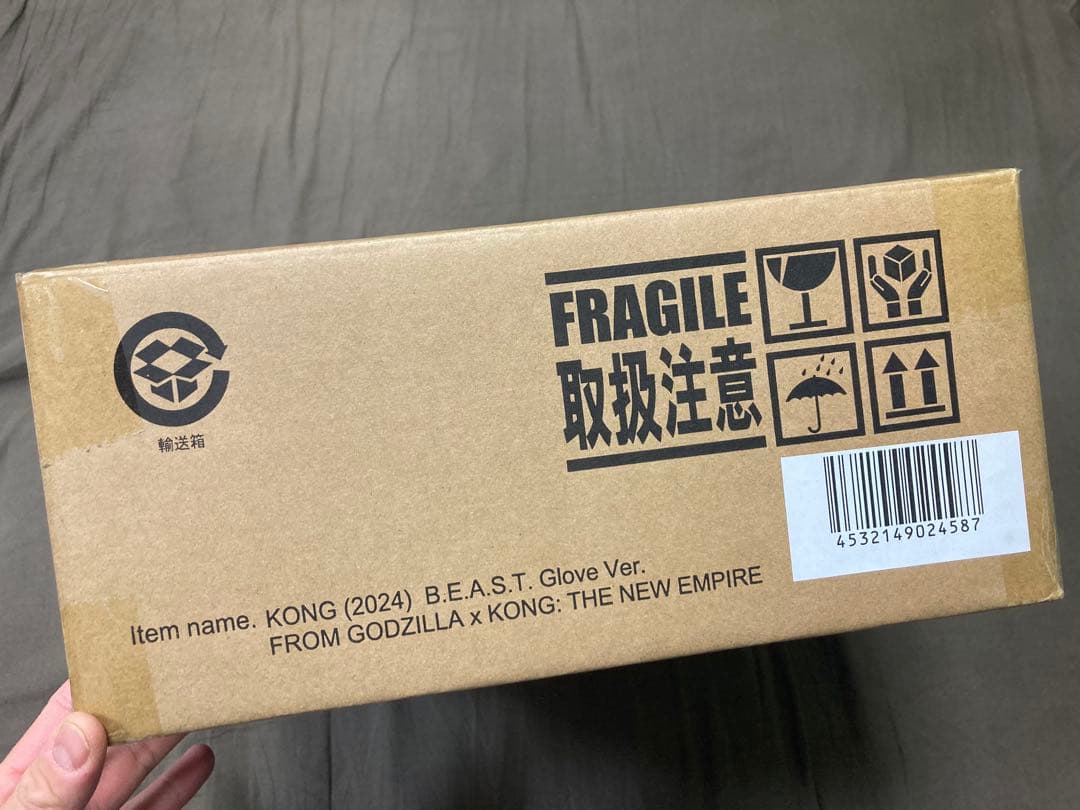 FRAGILE
取扱注意
輸送箱
4532149024587
Item name. KONG (2024) B.E.A.S.T. Glove Ver.
FROM GODZILLA x KONG: THE NEW EMPIRE